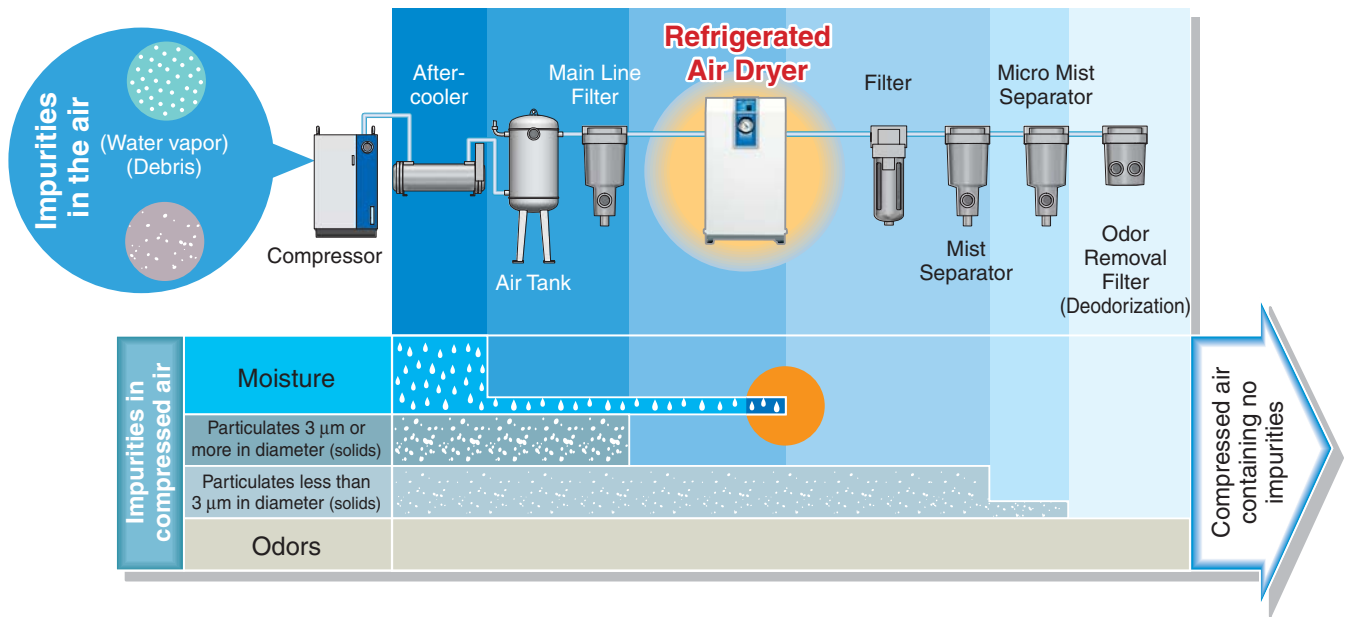 Impurities
in the air
(Water vapor)
(Debris)
Compressor
After-
cooler
Air Tank
Main Line
Filter
Refrigerated
Air Dryer
Filter
Mist
Separator
Micro Mist
Separator
Odor
Removal
Filter
(Deodorization)
Impurities in
compressed air
Moisture
Particulates 3 μm or
more in diameter (solids)
Particulates less than
3 μm in diameter (solids)
Odors
Compressed air
containing no
impurities